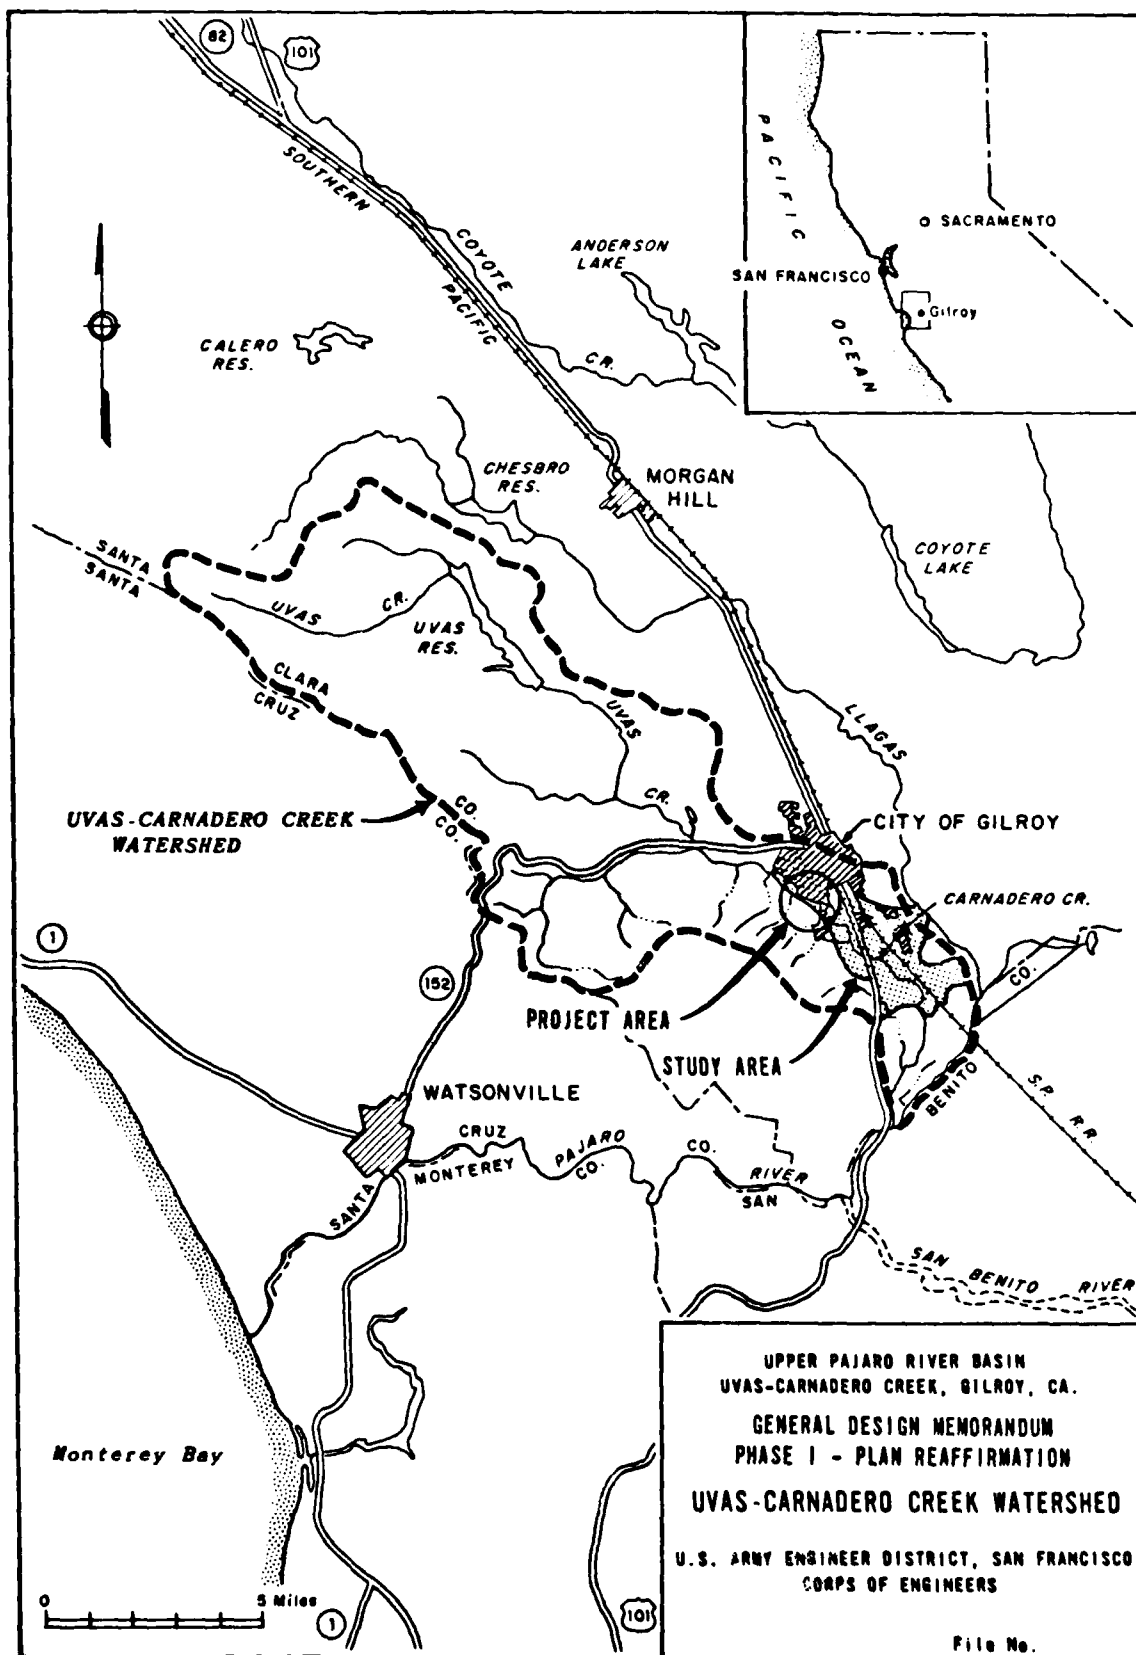 82
101
SOUTHERN
PACIFIC
COYOTE
CR.
ANDERSON
LAKE
CALERO
RES.
PACIFIC
OCEAN
SACRAMENTO
SAN FRANCISCO
Gilroy
CHESBRO
RES.
MORGAN
HILL
COYOTE
LAKE
SANTA
SANTA
UVAS
CR.
UVAS
RES.
CLARA
CRUZ
UVAS
CR.
LLAGAS
CO.
CO.
UVAS-CARNADERO CREEK
WATERSHED
CITY OF GILROY
CARNADERO CR.
1
152
CO.
PROJECT AREA
STUDY AREA
BENITO
S.P. R.R.
WATSONVILLE
CRUZ
MONTEREY
PAJARO
CO.
CO.
RIVER
SAN
SANTA
SAN BENITO RIVER
Monterey Bay
0
5 Miles
1
101
UPPER PAJARO RIVER BASIN
UVAS-CARNADERO CREEK, GILROY, CA.
GENERAL DESIGN MEMORANDUM
PHASE I - PLAN REAFFIRMATION
UVAS-CARNADERO CREEK WATERSHED
U.S. ARMY ENGINEER DISTRICT, SAN FRANCISCO
CORPS OF ENGINEERS
File No.